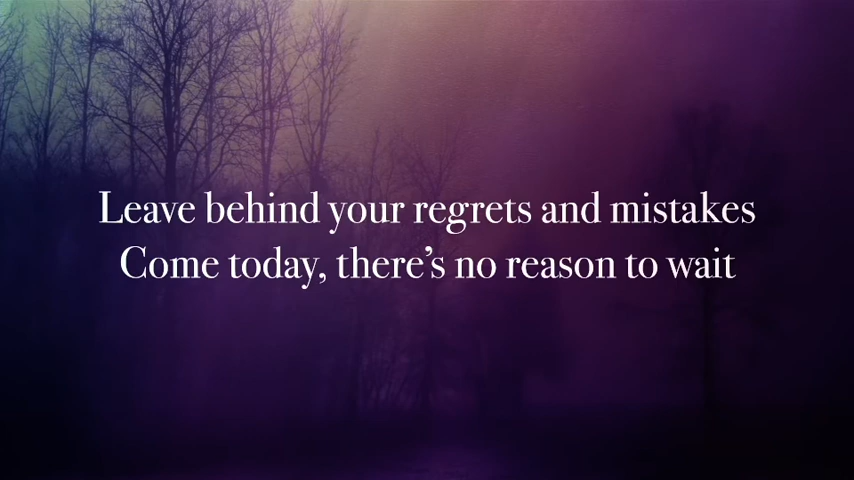 Leave behind your regrets and mistakes
Come today, there’s no reason to wait